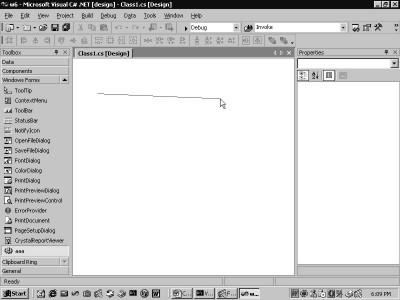 w6 - Microsoft Visual C# .NET [design] - Class1.cs [Design]
File Edit View Project Build Debug Data Tools Window Help
Debug
Invoke
Toolbox
Data
Components
Windows Forms
ToolTip
ContextMenu
ToolBar
StatusBar
NotifyIcon
OpenFileDialog
SaveFileDialog
FontDialog
ColorDialog
PrintDialog
PrintPreviewDialog
PrintPreviewControl
ErrorProvider
PrintDocument
PageSetupDialog
CrystalReportViewer
aaa
Clipboard Ring
General
Class1.cs [Design]
Properties
Ready
Start
C...
V...
F...
w...
6:09 PM